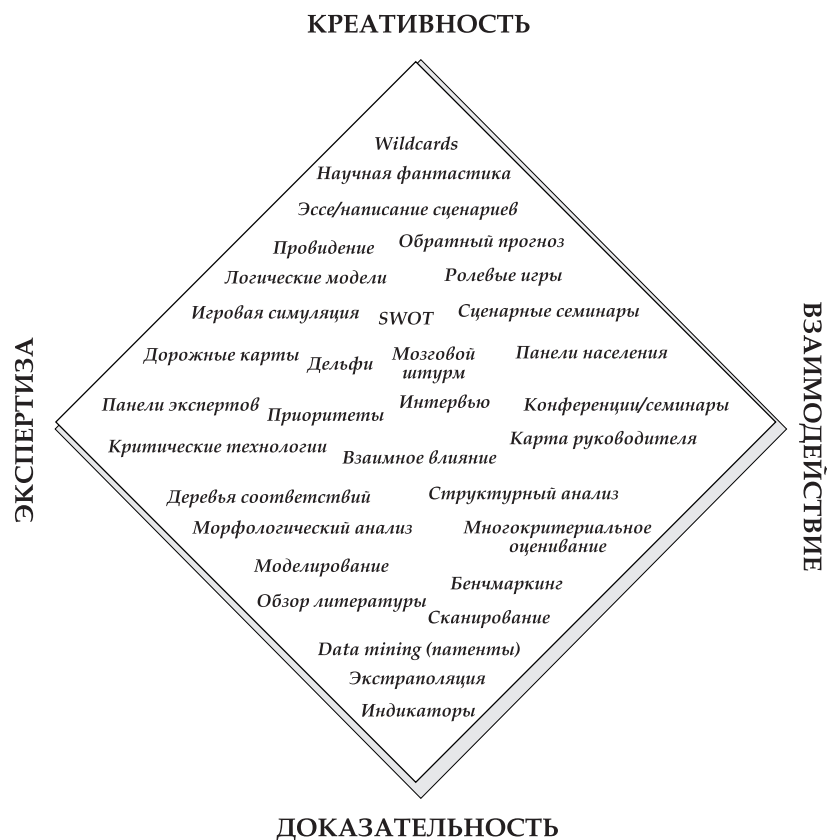 КРЕАТИВНОСТЬ
Wildcards
Научная фантастика
Эссе/написание сценариев
Провидение
Обратный прогноз
Логические модели
Ролевые игры
Игровая симуляция
SWOT
Сценарные семинары
Дорожные карты
Дельфи
Мозговой
штурм
Панели населения
Панели экспертов
Приоритеты
Интервью
Конференции/семинары
Критические технологии
Взаимное влияние
Карта руководителя
Деревья соответствий
Структурный анализ
Морфологический анализ
Многокритериальное
оценивание
Моделирование
Бенчмаркинг
Обзор литературы
Сканирование
Data mining (патенты)
Экстраполяция
Индикаторы
ЭКСПЕРТИЗА
ВЗАИМОДЕЙСТВИЕ
ДОКАЗАТЕЛЬНОСТЬ